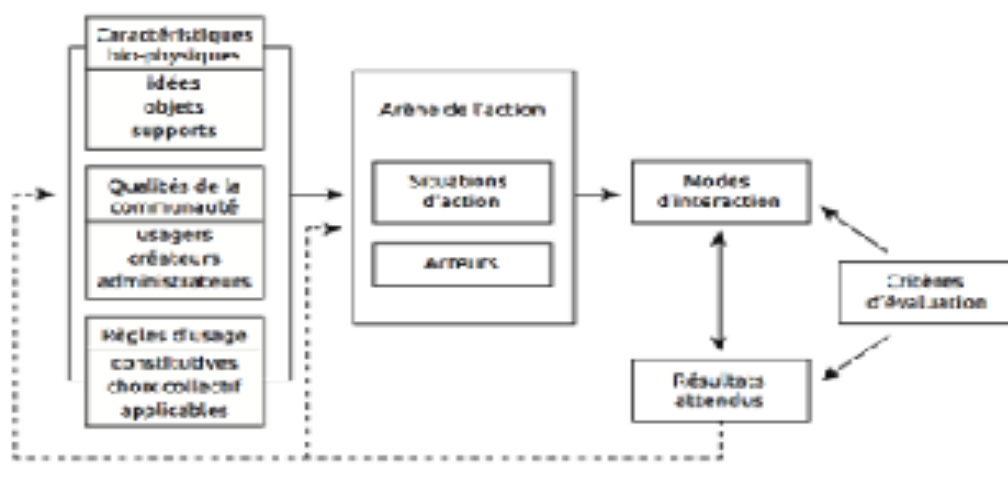 Caractéristiques
bio-physiques
idées
objets
supports
Qualités de la
communauté
usagers
créateurs
administrateurs
Règles d'usage
constitutives
choix collectif
applicables
Arène de l'action
Situations
d'action
Acteurs
Modes
d'interaction
Critères
d'évaluation
Résultats
attendus